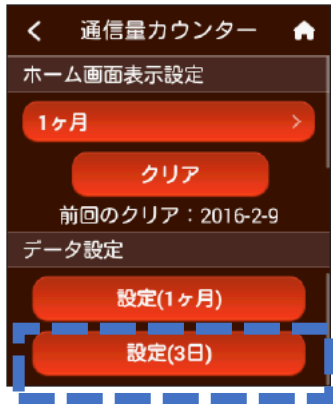 通信量カウンター
ホーム画面表示設定
1ヶ月
クリア
前回のクリア：2016-2-9
データ設定
設定(1ヶ月)
設定(3日)